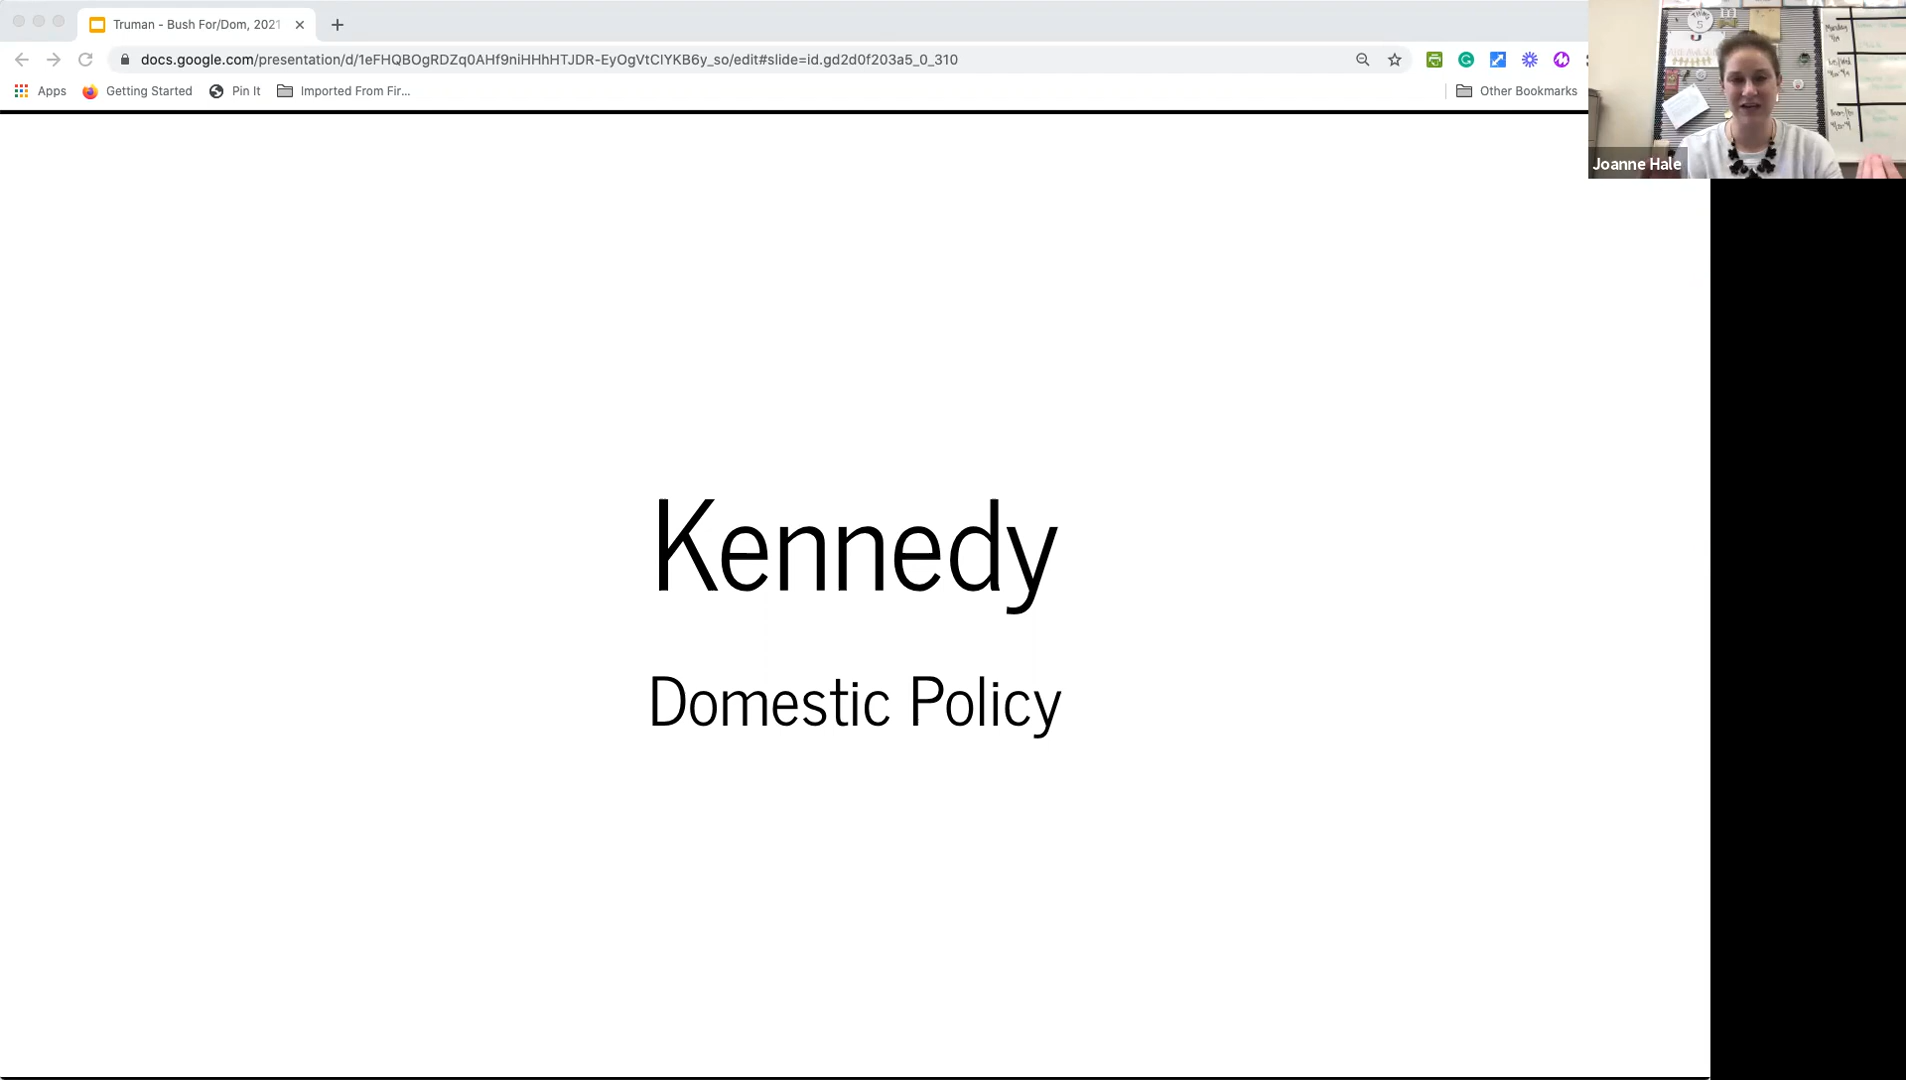 Truman - Bush For/Dom, 2021
docs.google.com/presentation/d/1eFHQBOgRDZq0AHf9niHHhHTJDR-EyOgVtCIYKB6y_so/edit#slide=id.gd2d0f203a5_0_310
Apps
Getting Started
Pin It
Imported From Fir...
Other Bookmarks
Joanne Hale
Kennedy
Domestic Policy